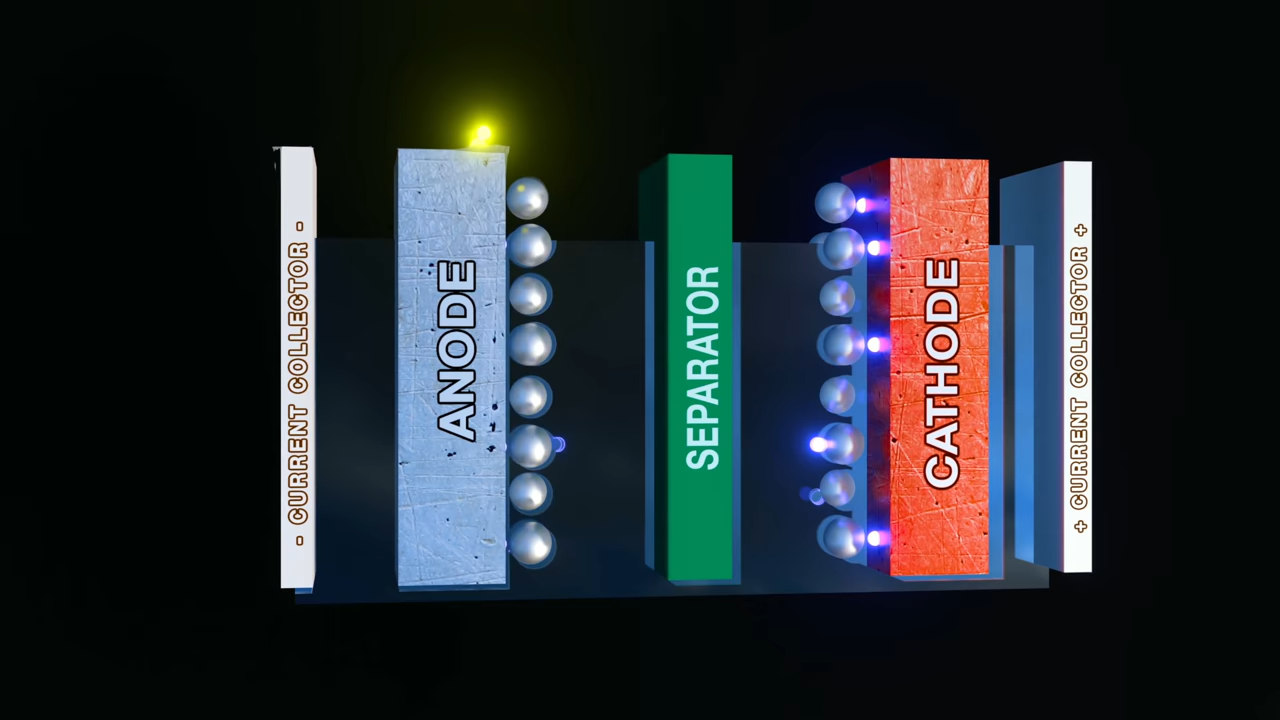 - CURRENT COLLECTOR -
ANODE
SEPARATOR
CATHODE
+ CURRENT COLLECTOR +